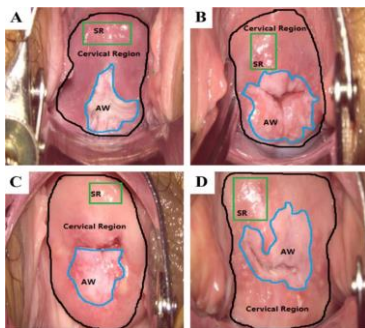 A
SR
Cervical Region
AW
B
Cervical Region
SR
AW
C
SR
Cervical Region
AW
D
SR
AW
Cervical Region